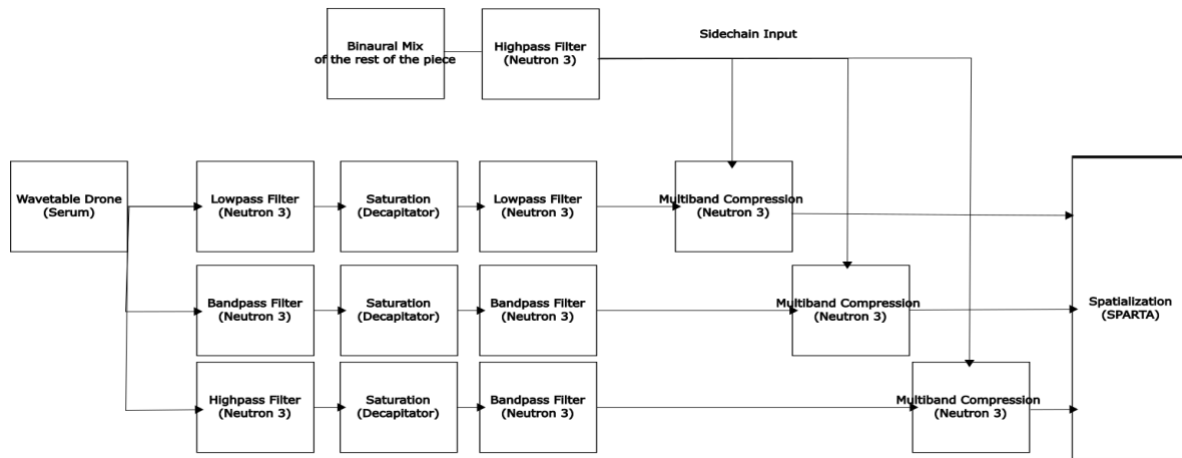 Binaural Mix
of the rest of the piece
Highpass Filter
(Neutron 3)
Sidechain Input
Wavetable Drone
(Serum)
Lowpass Filter
(Neutron 3)
Saturation
(Decapitator)
Lowpass Filter
(Neutron 3)
Multiband Compression
(Neutron 3)
Bandpass Filter
(Neutron 3)
Saturation
(Decapitator)
Bandpass Filter
(Neutron 3)
Multiband Compression
(Neutron 3)
Spatialization
(SPARTA)
Highpass Filter
(Neutron 3)
Saturation
(Decapitator)
Bandpass Filter
(Neutron 3)
Multiband Compression
(Neutron 3)